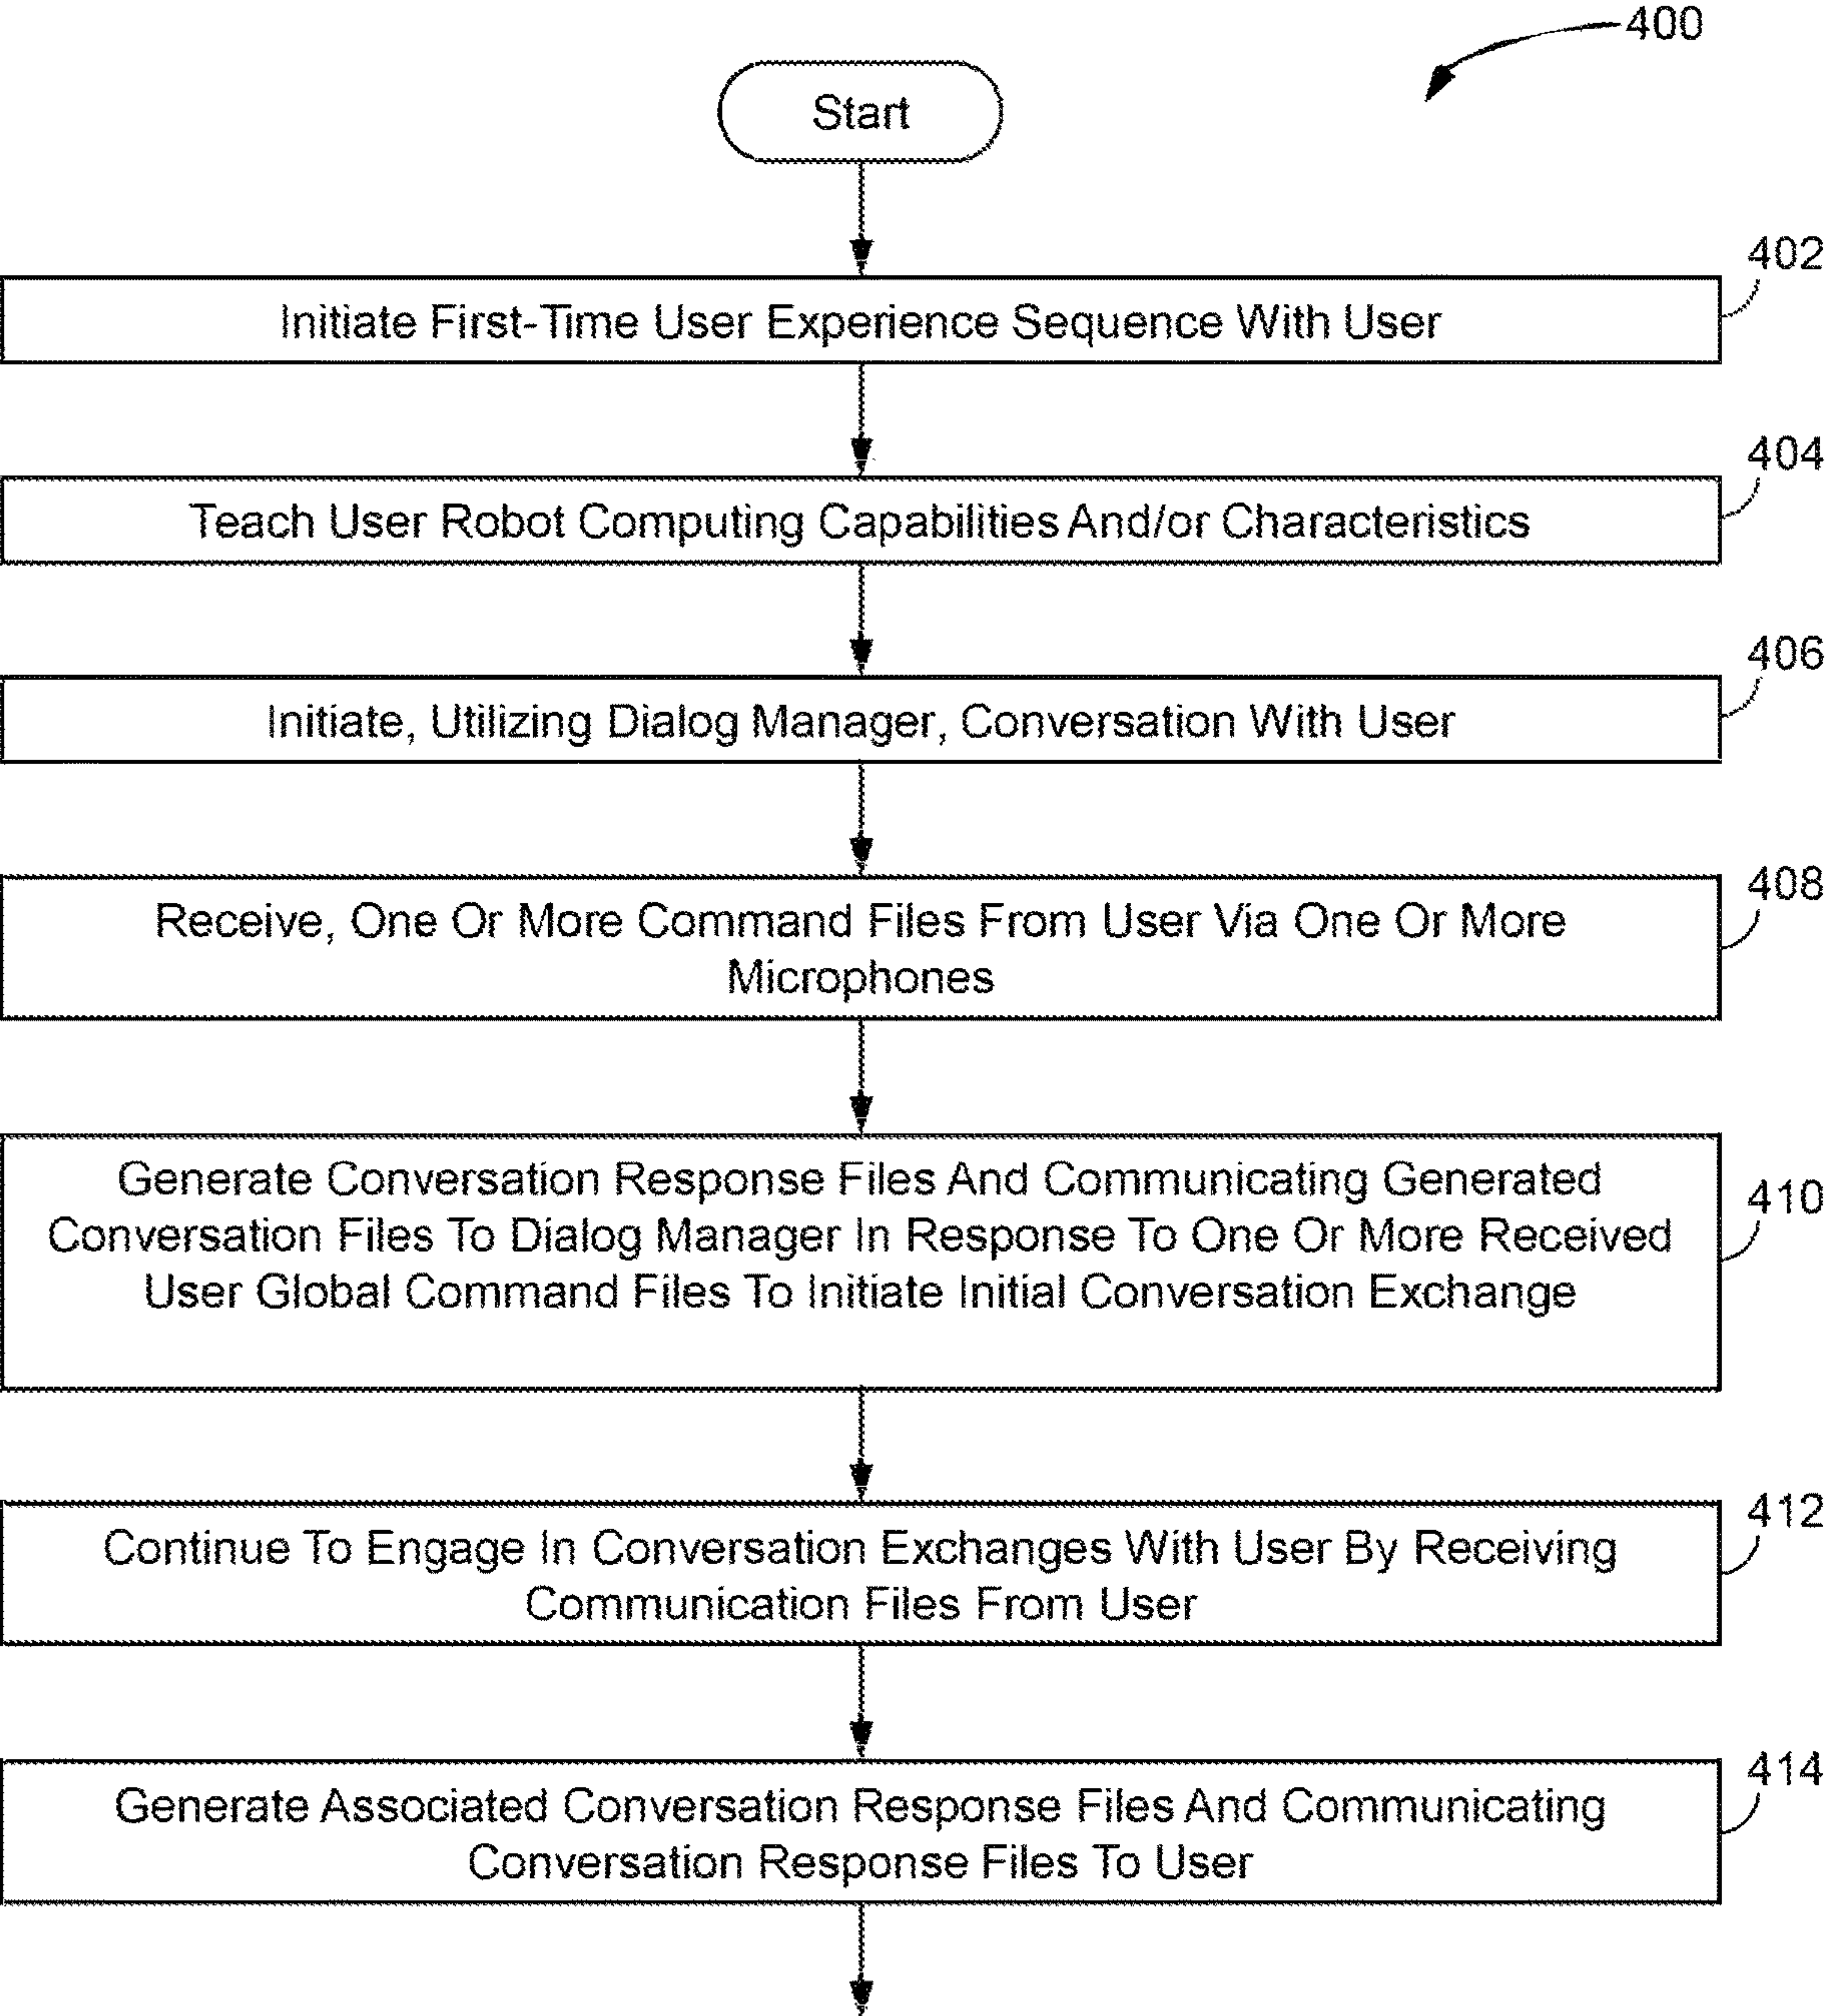 400
Start
402
Initiate First-Time User Experience Sequence With User
404
Teach User Robot Computing Capabilities And/or Characteristics
406
Initiate, Utilizing Dialog Manager, Conversation With User
408
Receive, One Or More Command Files From User Via One Or More
Microphones
410
Generate Conversation Response Files And Communicating Generated
Conversation Files To Dialog Manager In Response To One Or More Received
User Global Command Files To Initiate Initial Conversation Exchange
412
Continue To Engage In Conversation Exchanges With User By Receiving
Communication Files From User
414
Generate Associated Conversation Response Files And Communicating
Conversation Response Files To User